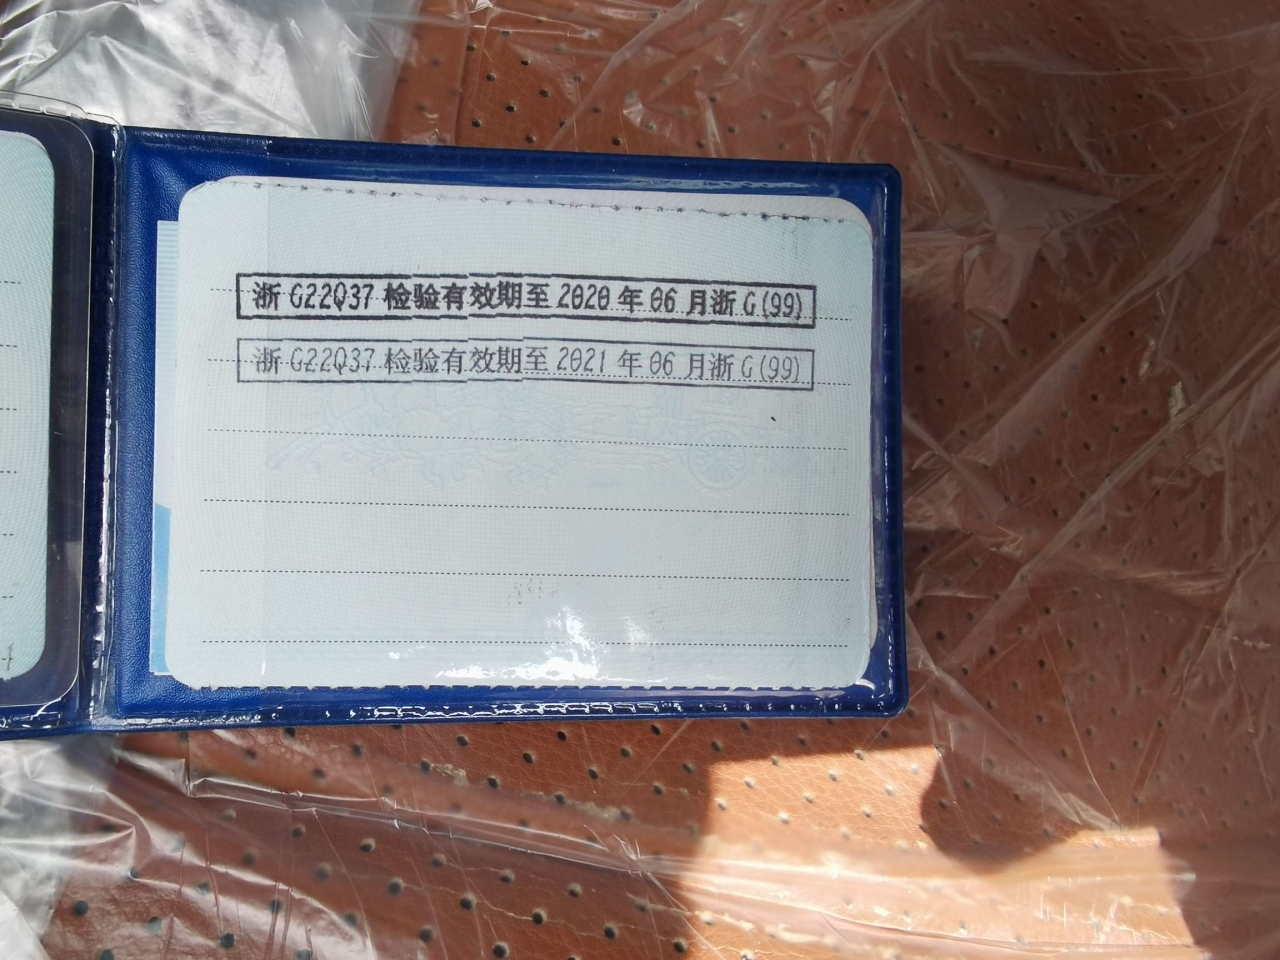 浙 G22Q37 检验有效期至 2020 年 06 月浙 G(99)
浙 G22Q37 检验有效期至 2021 年 06 月浙 G(99)